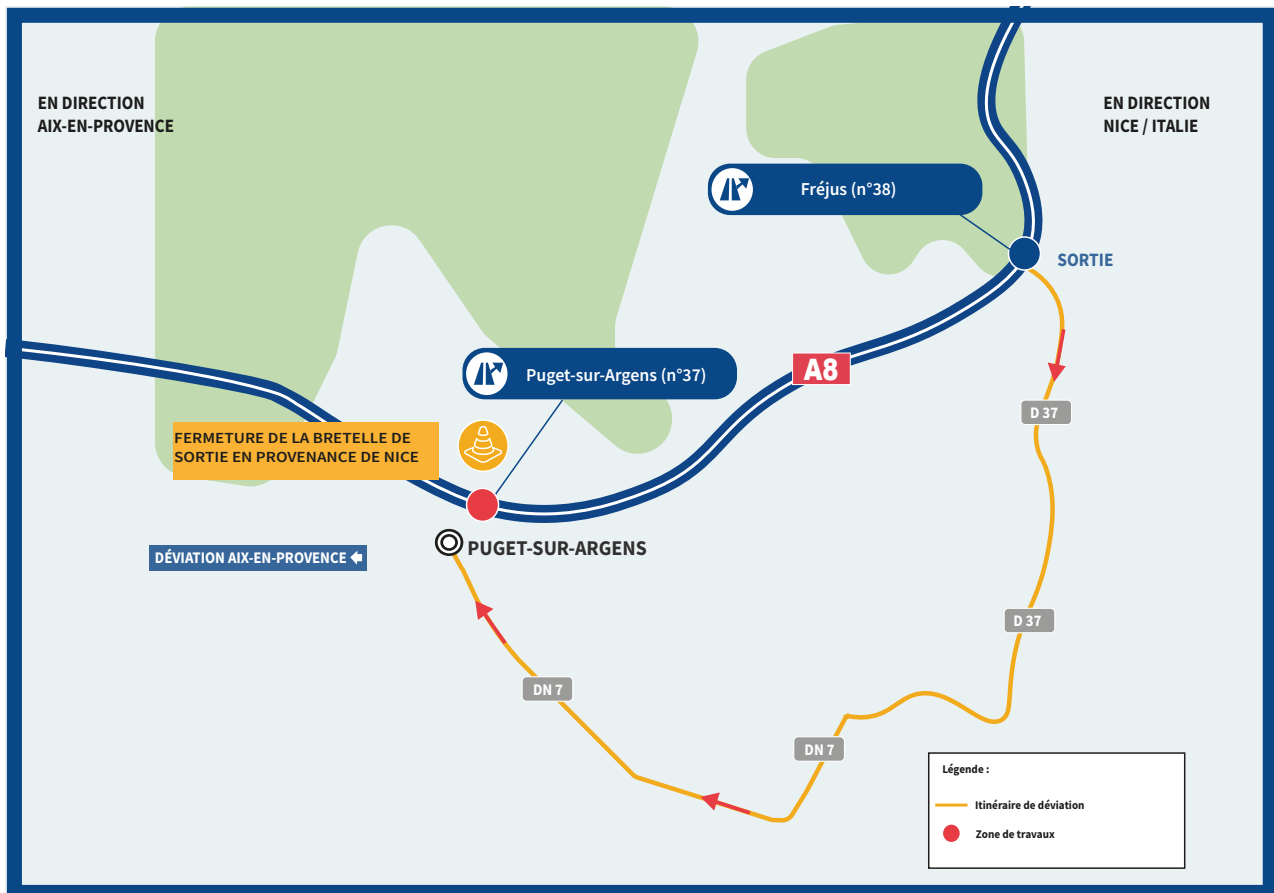 EN DIRECTION
AIX-EN-PROVENCE
EN DIRECTION
NICE / ITALIE
Fréjus (n°38)
SORTIE
Puget-sur-Argens (n°37)
A8
D 37
FERMETURE DE LA BRETELLE DE
SORTIE EN PROVENANCE DE NICE
DÉVIATION AIX-EN-PROVENCE
PUGET-SUR-ARGENS
D 37
DN 7
DN 7
Légende :
Itinéraire de déviation
Zone de travaux